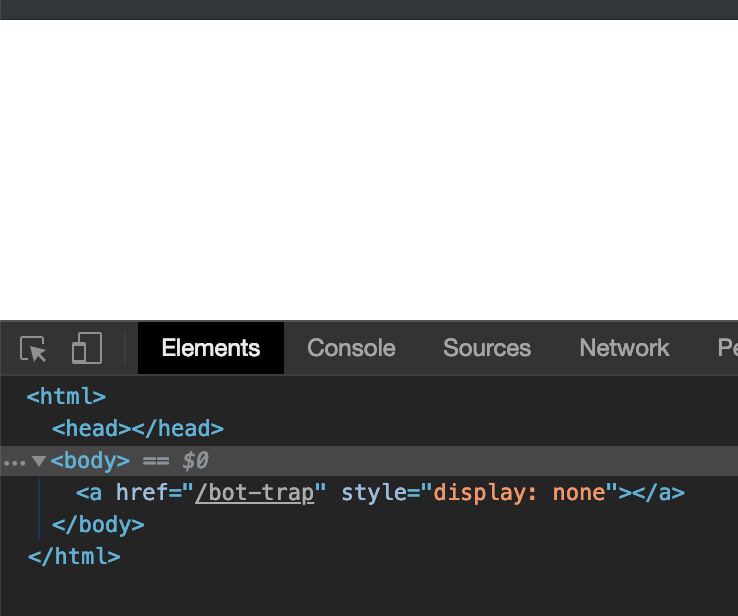 Elements Console Sources Network
<html>
<head></head>
… ▼<body> == $0
<a href="/bot-trap" style="display: none"></a>
</body>
</html>